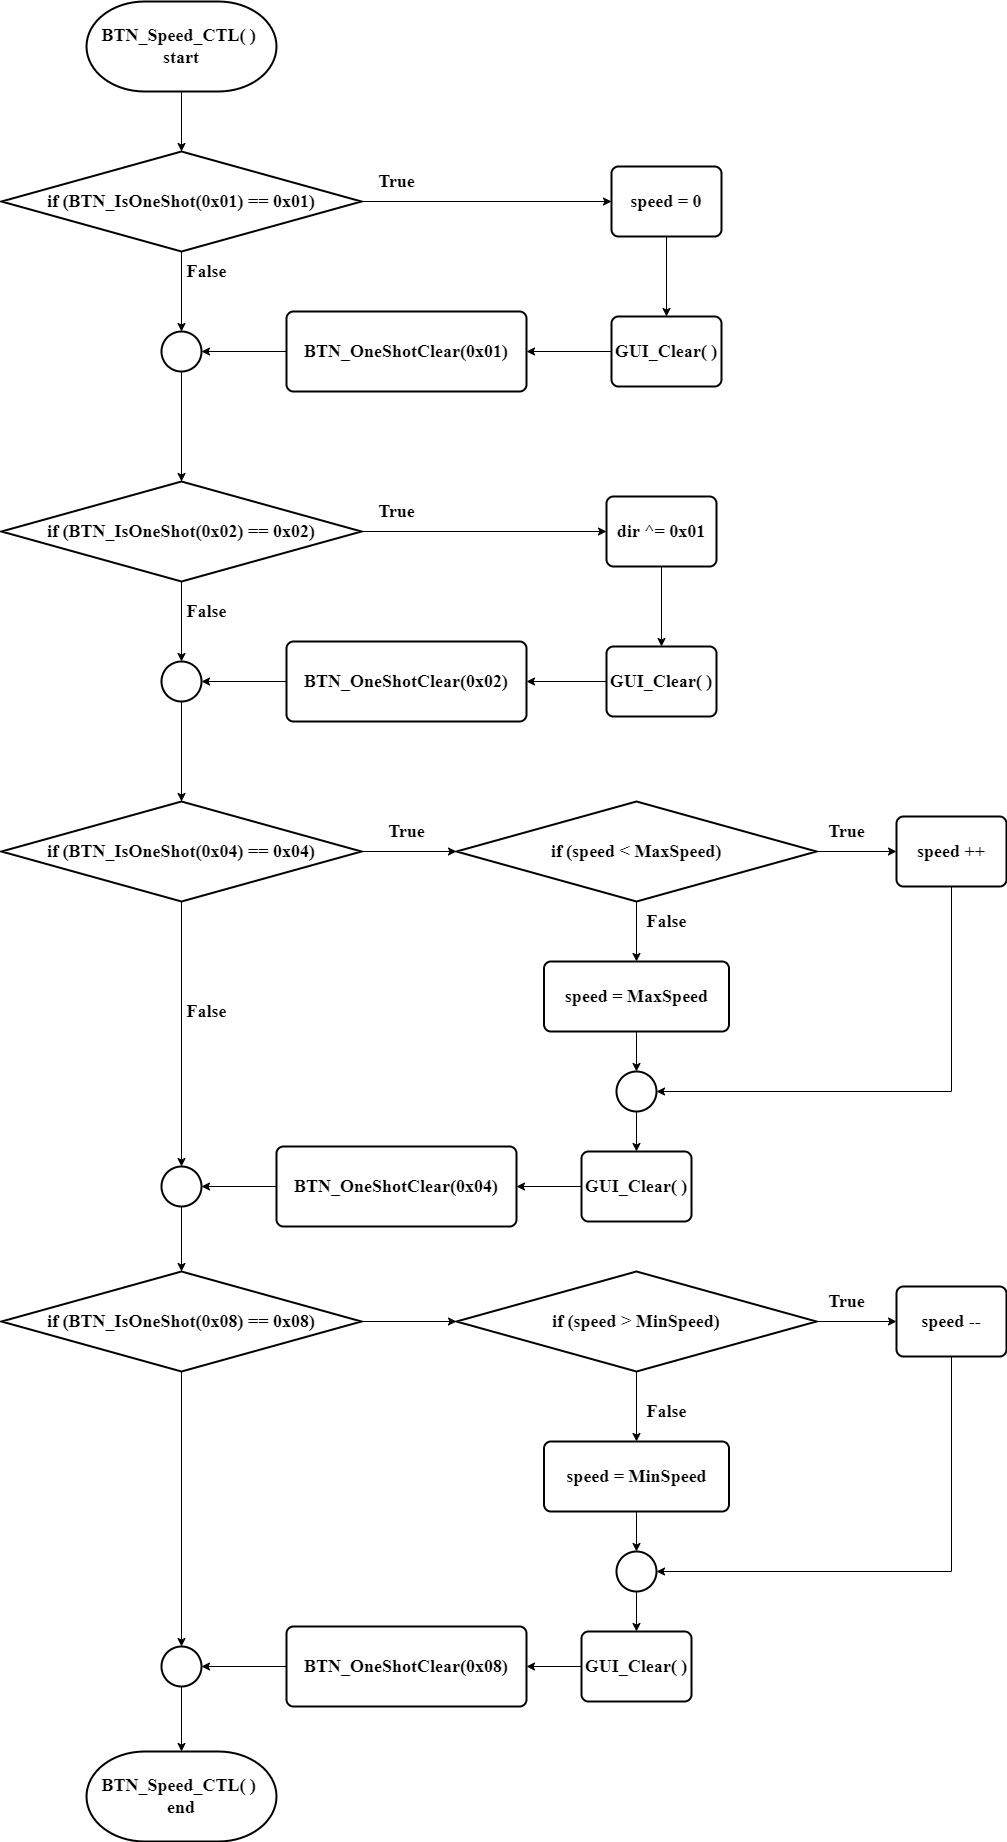 BTN_Speed_CTL( )
start
if (BTN_IsOneShot(0x01) == 0x01)
True
speed = 0
False
BTN_OneShotClear(0x01)
GUI_Clear( )
if (BTN_IsOneShot(0x02) == 0x02)
True
dir ^= 0x01
False
BTN_OneShotClear(0x02)
GUI_Clear( )
if (BTN_IsOneShot(0x04) == 0x04)
True
if (speed < MaxSpeed)
True
speed ++
False
speed = MaxSpeed
False
BTN_OneShotClear(0x04)
GUI_Clear( )
if (BTN_IsOneShot(0x08) == 0x08)
if (speed > MinSpeed)
True
speed --
False
speed = MinSpeed
BTN_OneShotClear(0x08)
GUI_Clear( )
BTN_Speed_CTL( )
end